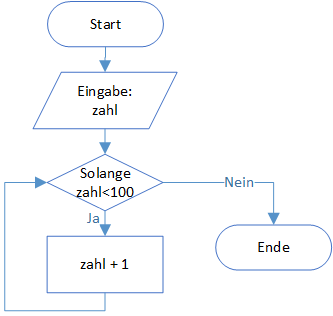 Start
Eingabe:
zahl
Solange
zahl<100
Nein
Ja
zahl + 1
Ende